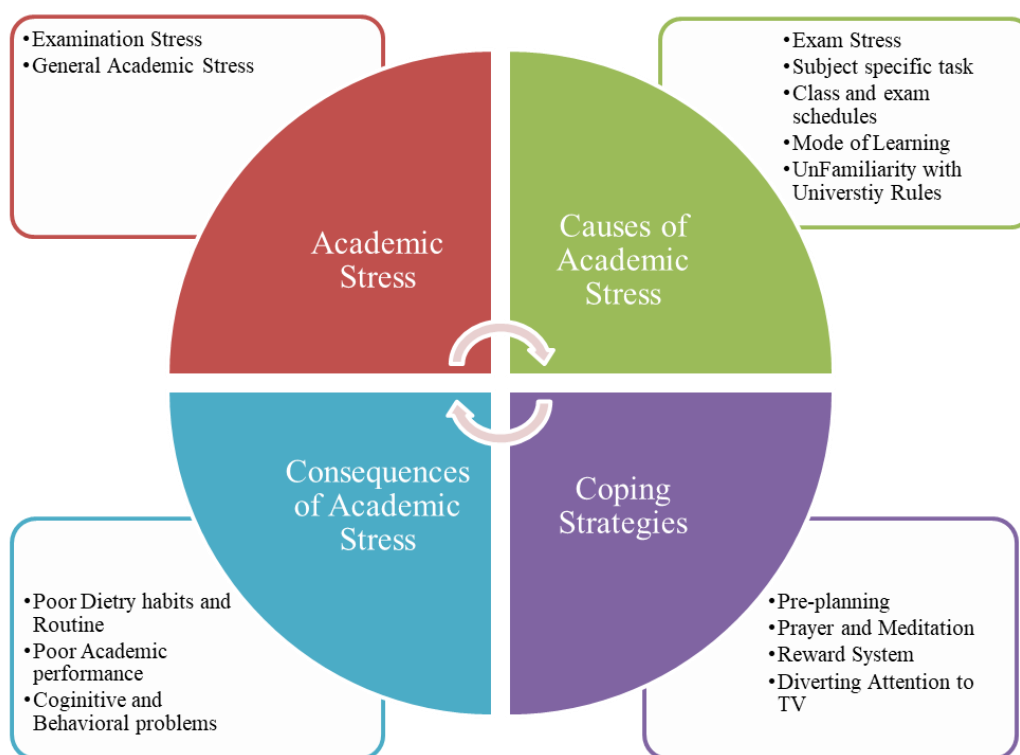 •Examination Stress
•General Academic Stress
•Exam Stress
•Subject specific task
•Class and exam
schedules
•Mode of Learning
•UnFamiliarity with
Universtiy Rules
Academic
Stress
Causes of
Academic
Stress
Consequences
of Academic
Stress
Coping
Strategies
•Poor Dietry habits and
Routine
•Poor Academic
performance
•Coginitive and
Behavioral problems
•Pre-planning
•Prayer and Meditation
•Reward System
•Diverting Attention to
TV